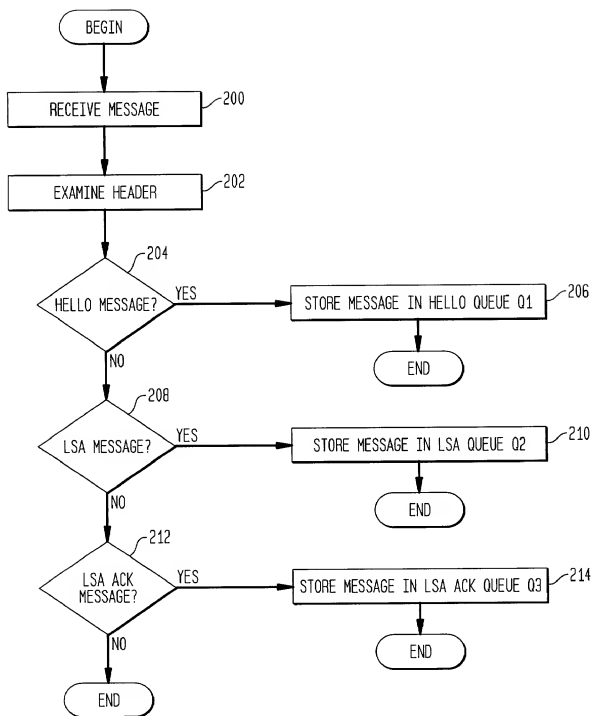 BEGIN
RECEIVE MESSAGE
200
EXAMINE HEADER
202
204
HELLO MESSAGE?
YES
STORE MESSAGE IN HELLO QUEUE Q1
206
NO
END
208
LSA MESSAGE?
YES
STORE MESSAGE IN LSA QUEUE Q2
210
NO
END
212
LSA ACK
MESSAGE?
YES
STORE MESSAGE IN LSA ACK QUEUE Q3
214
NO
END
END